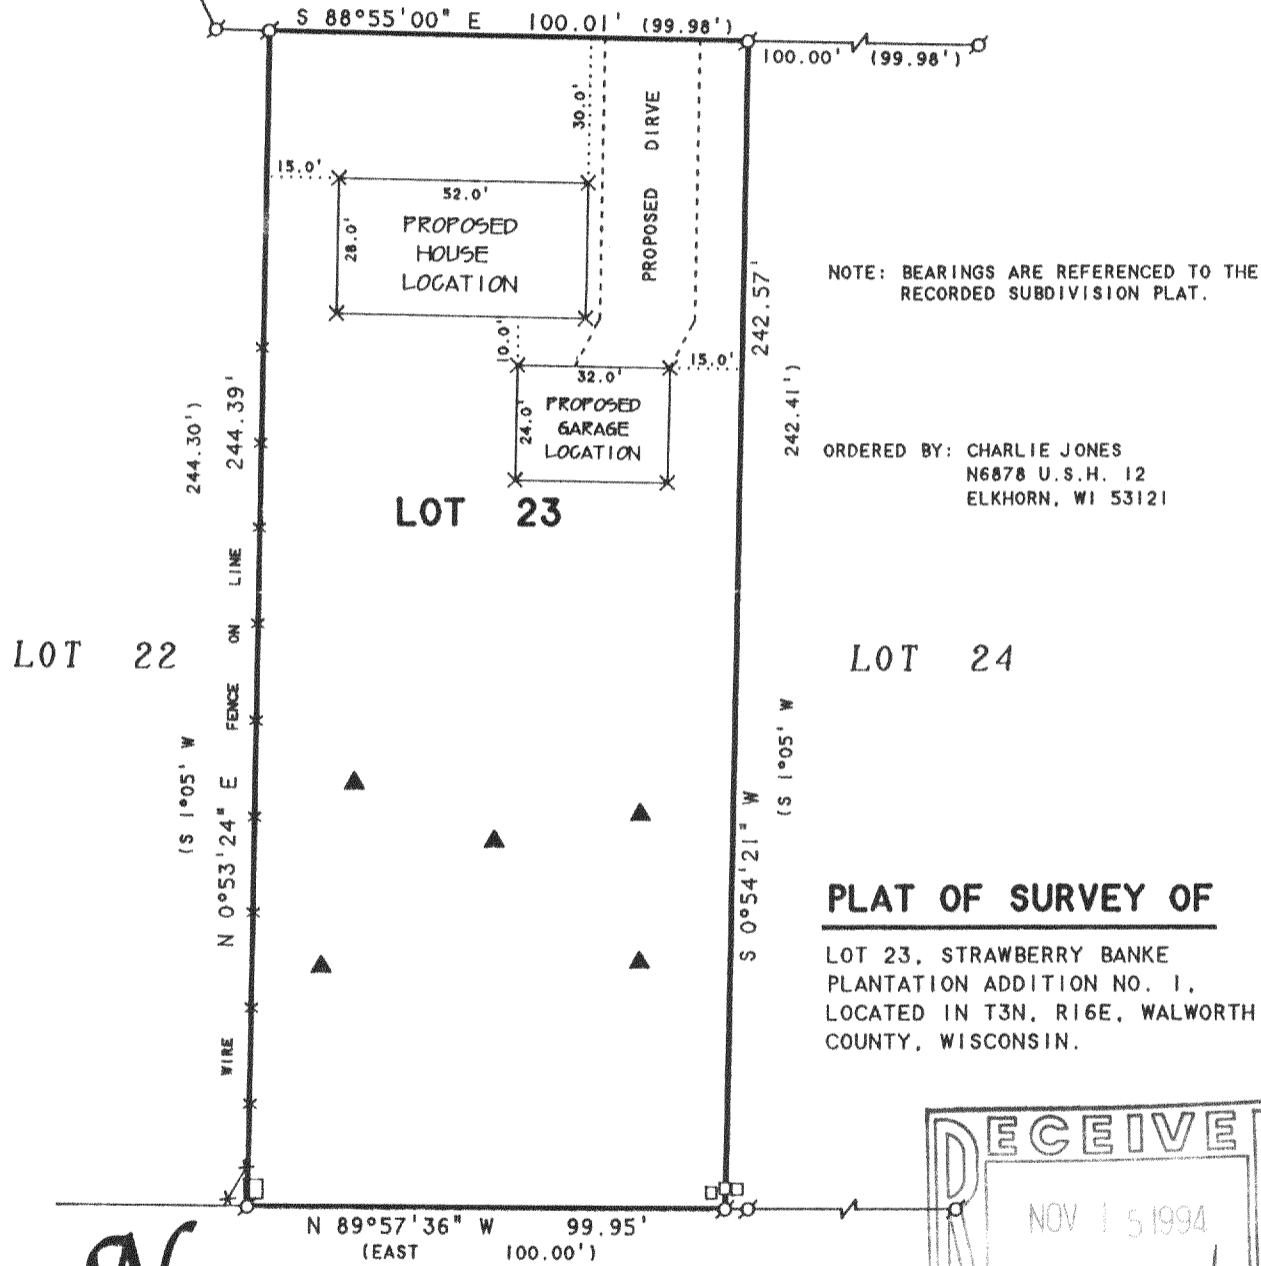 S 88°55'00" E 100.01' (99.98')
100.00' (99.98')
30.0'
PROPOSED DIRVE
15.0'
52.0'
28.0'
PROPOSED
HOUSE
LOCATION
10.0'
32.0'
15.0'
24.0'
PROPOSED
GARAGE
LOCATION
242.57'
242.41')
NOTE: BEARINGS ARE REFERENCED TO THE
RECORDED SUBDIVISION PLAT.
244.30')
244.39'
ORDERED BY: CHARLIE JONES
N6878 U.S.H. 12
ELKHORN, WI 53121
LOT 23
LOT 22
LOT 24
WIRE FENCE ON LINE
(S 1°05' W
N 0°53'24" E
S 0°54'21" W
(S 1°05' W
PLAT OF SURVEY OF
LOT 23, STRAWBERRY BANKE
PLANTATION ADDITION NO. 1,
LOCATED IN T3N, R16E, WALWORTH
COUNTY, WISCONSIN.
DECEIVE
NOV 15 1994
N 89°57'36" W 99.95'
(EAST 100.00')
N